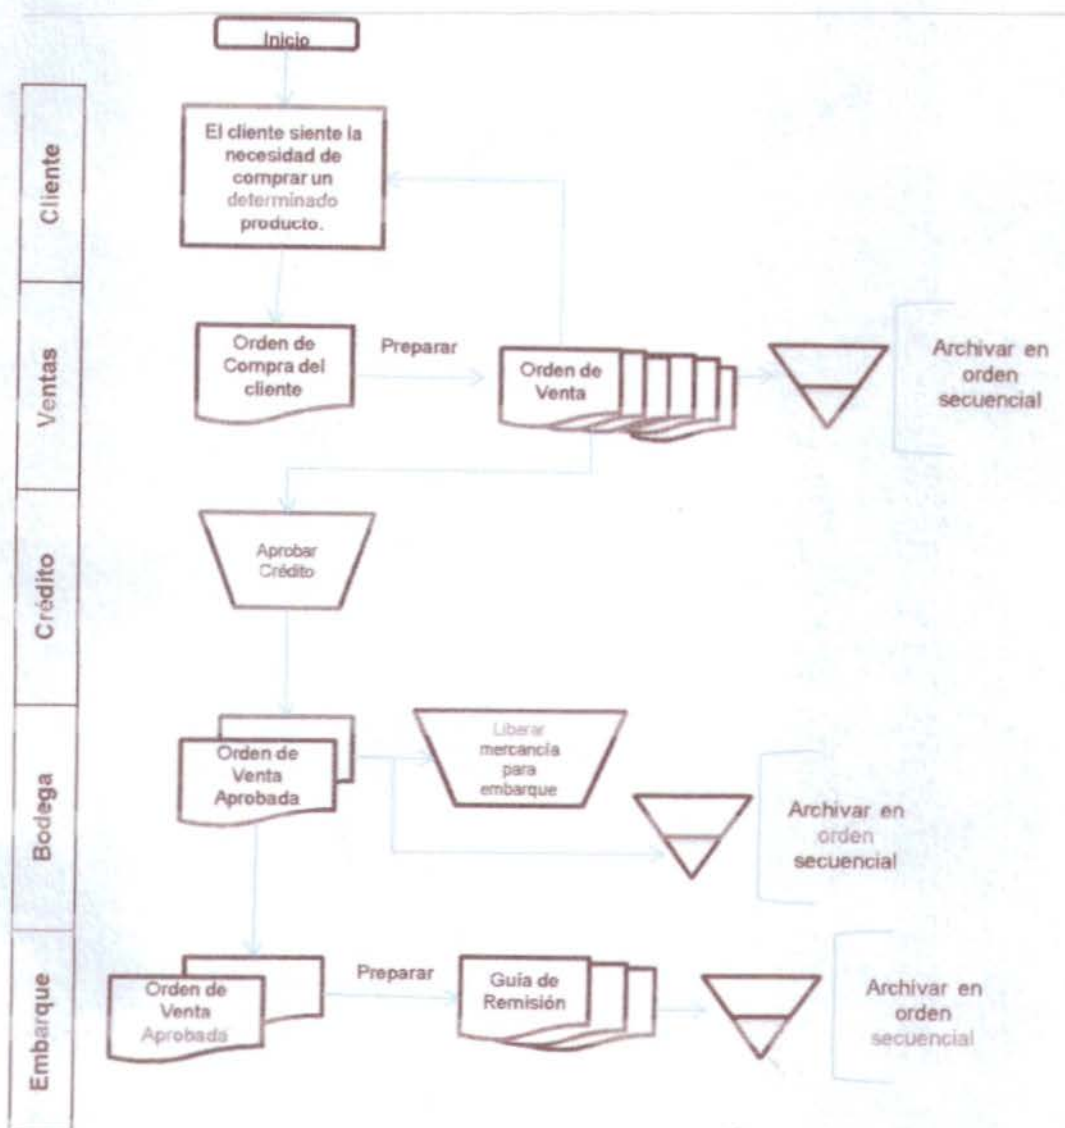 Inicio
Cliente
El cliente siente la
necesidad de
comprar un
determinado
producto.
Ventas
Orden de
Compra del
cliente
Preparar
Orden de
Venta
Archivar en
orden
secuencial
Crédito
Aprobar
Crédito
Bodega
Orden de
Venta
Aprobada
Liberar
mercancía
para
embarque
Archivar en
orden
secuencial
Embarque
Orden de
Venta
Aprobada
Preparar
Guía de
Remisión
Archivar en
orden
secuencial